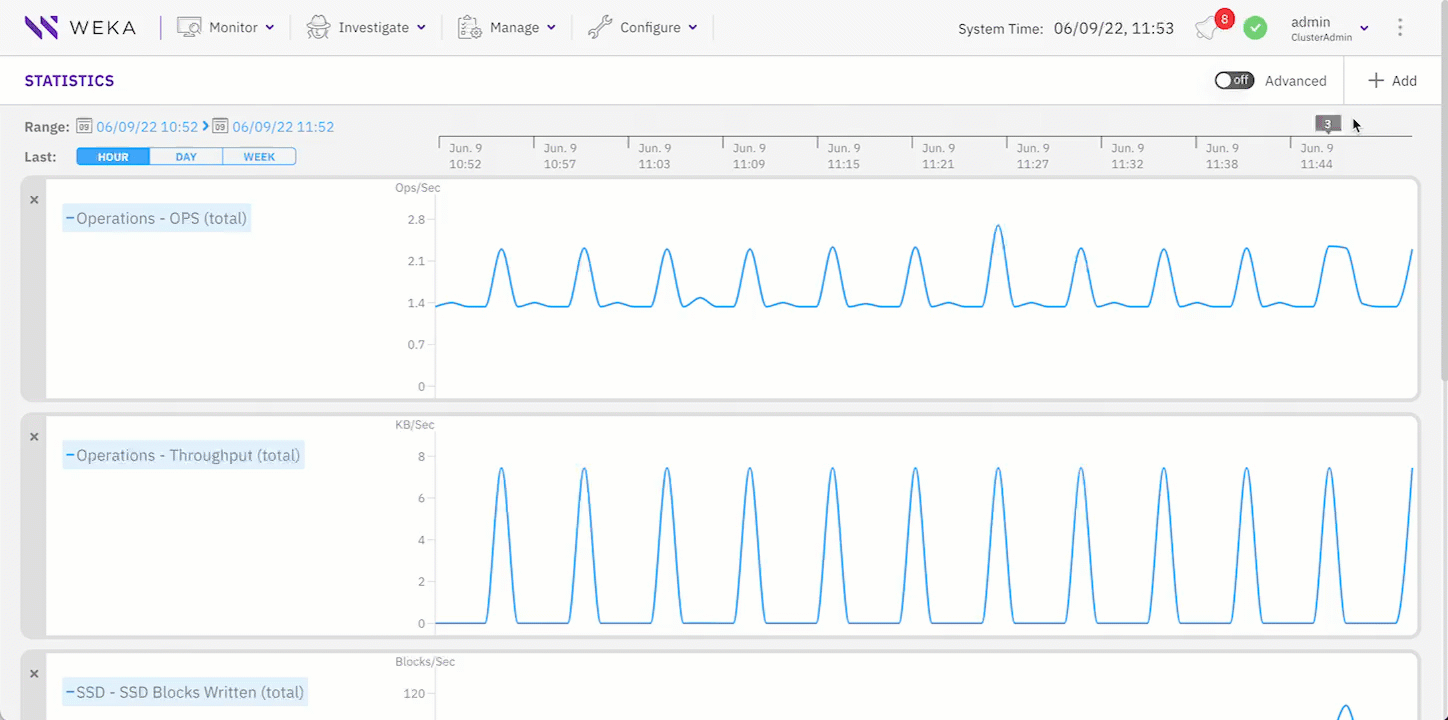 WEKA Monitor Investigate Manage Configure System Time: 06/09/22, 11:53 8 admin
ClusterAdmin
STATISTICS off Advanced + Add
Range: 09 06/09/22 10:52 > 09 06/09/22 11:52 3
Last: HOUR DAY WEEK
Jun. 9 Jun. 9 Jun. 9 Jun. 9 Jun. 9 Jun. 9 Jun. 9 Jun. 9 Jun. 9 Jun. 9
10:52 10:57 11:03 11:09 11:15 11:21 11:27 11:32 11:38 11:44
Ops/Sec
× Operations - OPS (total)
2.8
2.1
1.4
0.7
0
KB/Sec
× Operations - Throughput (total)
8
6
4
2
0
Blocks/Sec
× SSD - SSD Blocks Written (total)
120